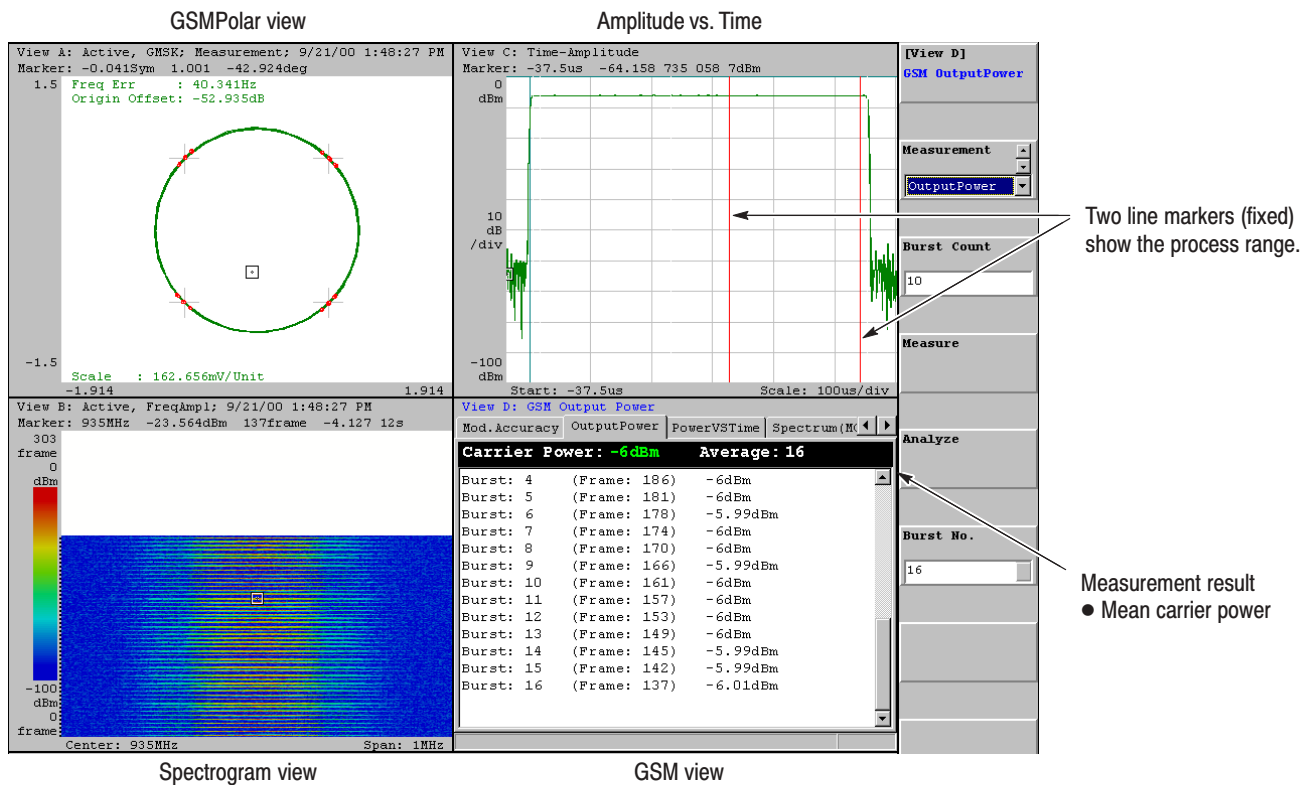 GSMPolar view
Amplitude vs. Time
View A: Active, GMSK; Measurement; 9/21/00 1:48:27 PM
Marker: -0.041Sym 1.001 -42.924deg
1.5
Freq Err : 40.341Hz
Origin Offset: -52.935dB
-1.5
Scale : 162.656mV/Unit
-1.914
1.914
View C: Time-Amplitude
Marker: -37.5us -64.158 735 058 7dBm
0
dBm
10
dB
/div
-100
dBm
Start: -37.5us
Scale: 100us/div
[View D]
GSM OutputPower
Measurement
OutputPower
Burst Count
10
Measure
Analyze
Burst No.
16
Two line markers (fixed)
show the process range.
View B: Active, FreqAmpl; 9/21/00 1:48:27 PM
Marker: 935MHz -23.564dBm 137frame -4.127 12s
303
frame
0
dBm
-100
dBm
0
frame
Center: 935MHz
Span: 1MHz
View D: GSM Output Power
Mod.Accuracy OutputPower PowerVSTime Spectrum(MO
Carrier Power: -6dBm Average: 16
Burst: 4 (Frame: 186) -6dBm
Burst: 5 (Frame: 181) -6dBm
Burst: 6 (Frame: 178) -5.99dBm
Burst: 7 (Frame: 174) -6dBm
Burst: 8 (Frame: 170) -6dBm
Burst: 9 (Frame: 166) -5.99dBm
Burst: 10 (Frame: 161) -6dBm
Burst: 11 (Frame: 157) -6dBm
Burst: 12 (Frame: 153) -6dBm
Burst: 13 (Frame: 149) -6dBm
Burst: 14 (Frame: 145) -5.99dBm
Burst: 15 (Frame: 142) -5.99dBm
Burst: 16 (Frame: 137) -6.01dBm
Measurement result
● Mean carrier power
Spectrogram view
GSM view